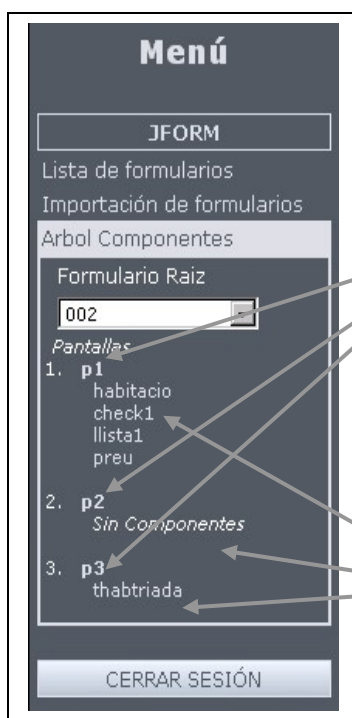 Menú
JFORM
Lista de formularios
Importación de formularios
Arbol Componentes
Formulario Raiz
002
Pantallas
1. p1
habitacio
check1
llista1
preu
2. p2
Sin Componentes
3. p3
thabtriada
CERRAR SESIÓN